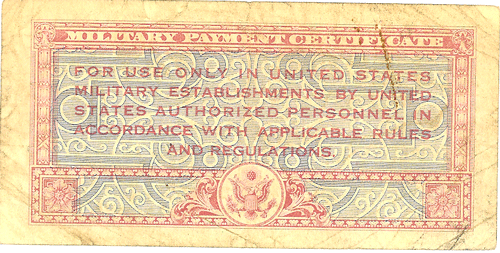 MILITARY PAYMENT CERTIFICATE
FOR USE ONLY IN UNITED STATES
MILITARY ESTABLISHMENTS BY UNITED
STATES AUTHORIZED PERSONNEL IN
ACCORDANCE WITH APPLICABLE RULES
AND REGULATIONS.